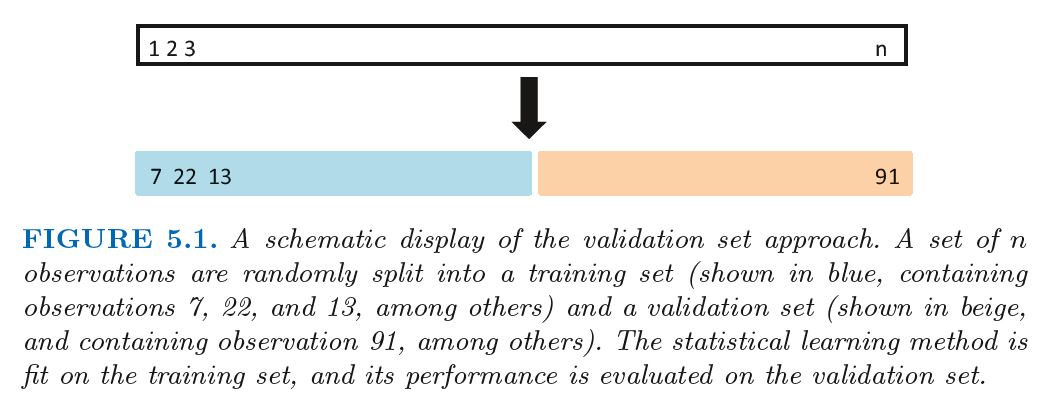 1 2 3 n
7 22 13 91
FIGURE 5.1. A schematic display of the validation set approach. A set of n
observations are randomly split into a training set (shown in blue, containing
observations 7, 22, and 13, among others) and a validation set (shown in beige,
and containing observation 91, among others). The statistical learning method is
fit on the training set, and its performance is evaluated on the validation set.